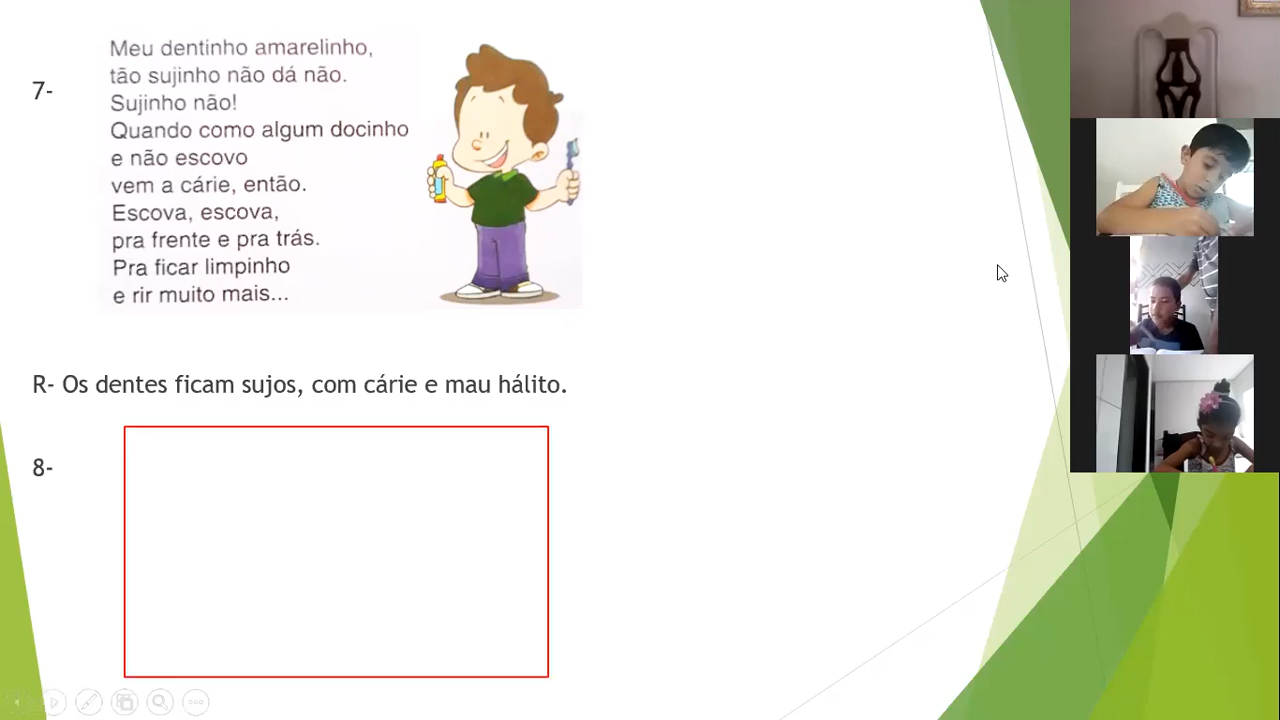 7-
Meu dentinho amarelinho,
tão sujinho não dá não.
Sujinho não!
Quando como algum docinho
e não escovo
vem a cárie, então.
Escova, escova,
pra frente e pra trás.
Pra ficar limpinho
e rir muito mais...
R- Os dentes ficam sujos, com cárie e mau hálito.
8-